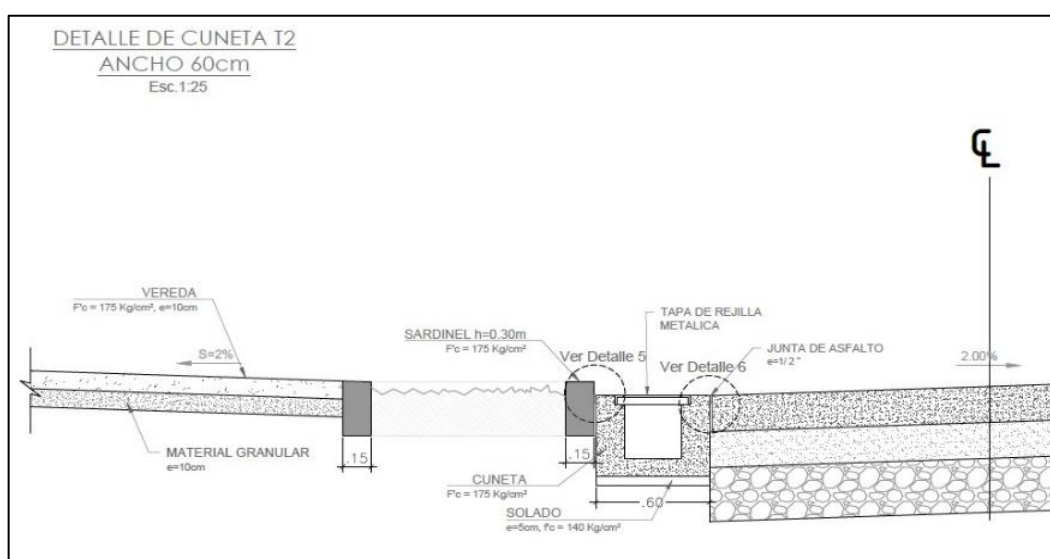 DETALLE DE CUNETA T2
ANCHO 60cm
Esc.1:25
CL
VEREDA
F'c = 175 Kg/cm², e=10cm
S=2%
MATERIAL GRANULAR
e=10cm
.15
SARDINEL h=0.30m
F'c = 175 Kg/cm²
Ver Detalle 5
TAPA DE REJILLA
METALICA
Ver Detalle 6
JUNTA DE ASFALTO
e=1/2"
2.00%
.15
CUNETA
F'c = 175 Kg/cm²
.60
SOLADO
e=5cm, f'c = 140 Kg/cm²